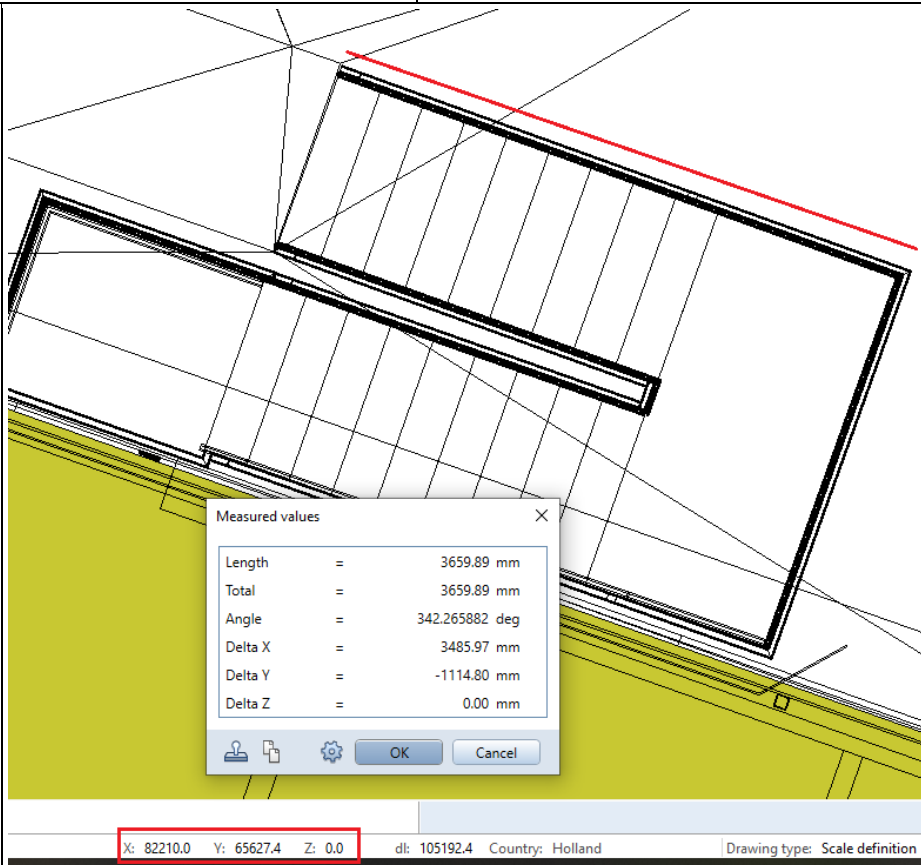 Measured values
Length = 3659.89 mm
Total = 3659.89 mm
Angle = 342.265882 deg
Delta X = 3485.97 mm
Delta Y = -1114.80 mm
Delta Z = 0.00 mm
OK Cancel
X: 82210.0 Y: 65627.4 Z: 0.0 dl: 105192.4 Country: Holland Drawing type: Scale definition